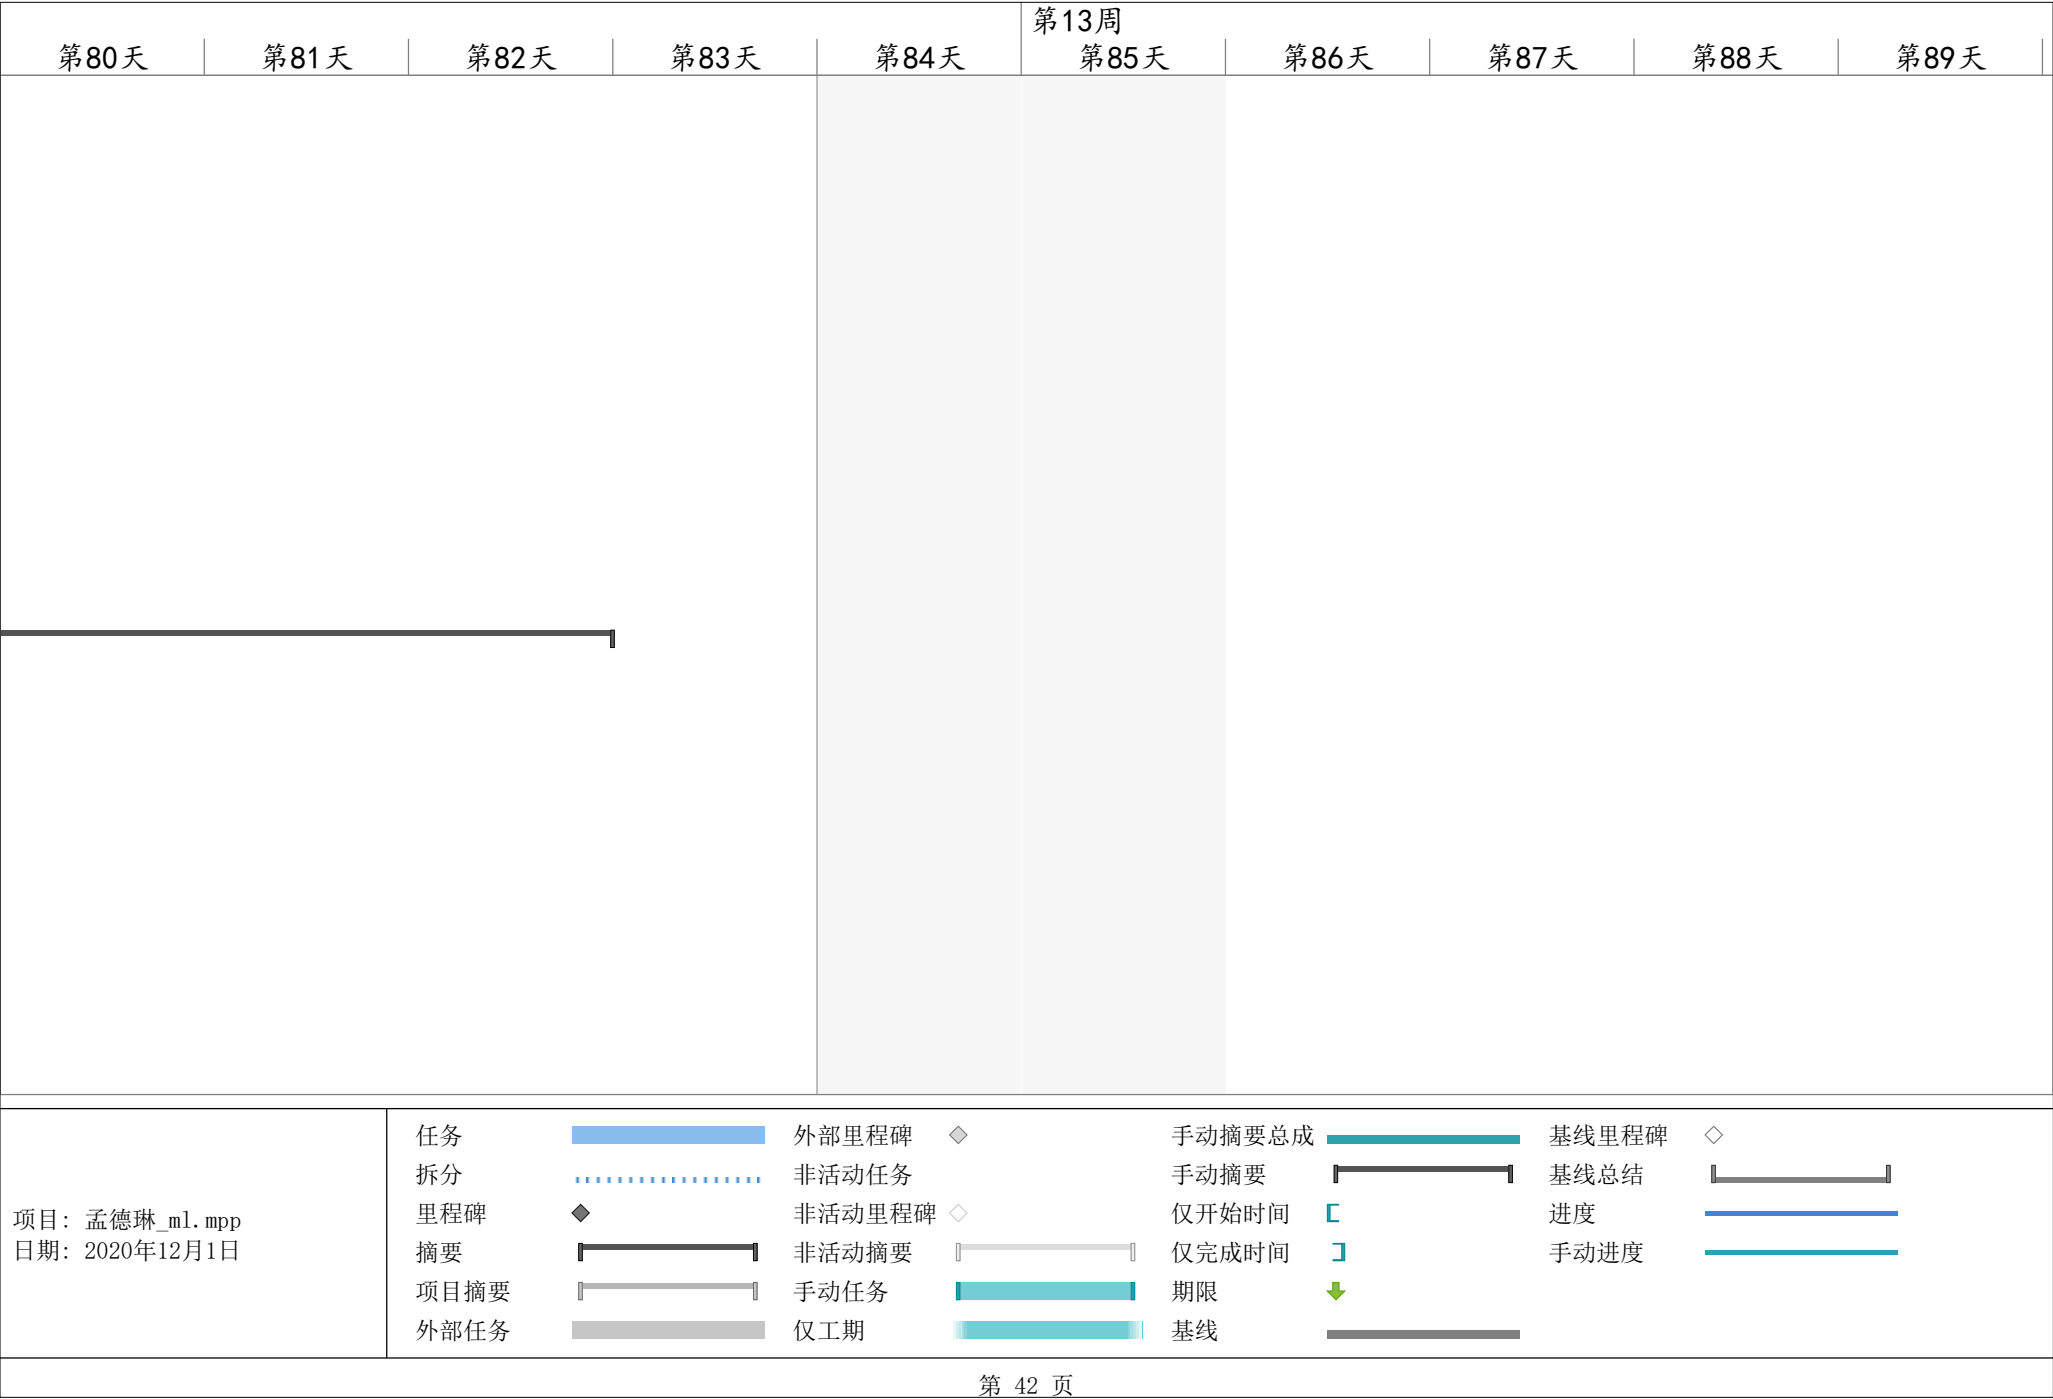 第13周
第80天 第81天 第82天 第83天 第84天 第85天 第86天 第87天 第88天 第89天
项目: 孟德琳_ml.mpp
日期: 2020年12月1日
任务
拆分
里程碑
摘要
项目摘要
外部任务
外部里程碑
非活动任务
非活动里程碑
非活动摘要
手动任务
仅工期
手动摘要总成
手动摘要
仅开始时间
仅完成时间
期限
基线
基线里程碑
基线总结
进度
手动进度
第 42 页